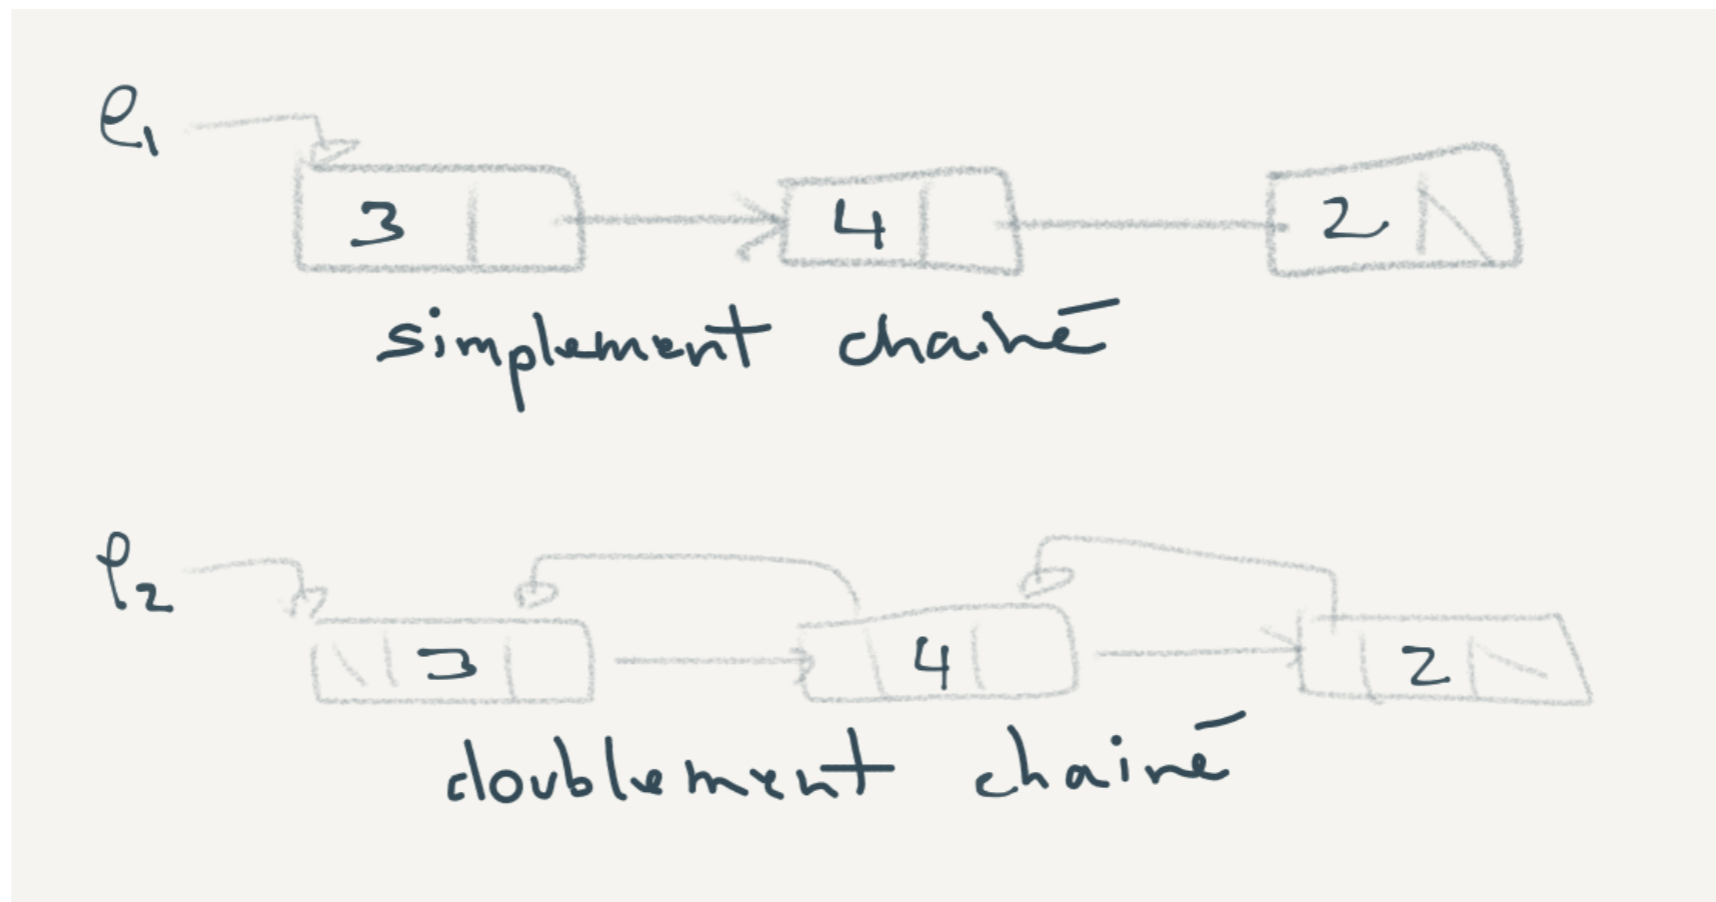 l₁
3 4 2
simplement chainé
l₂
3 4 2
doublement chainé